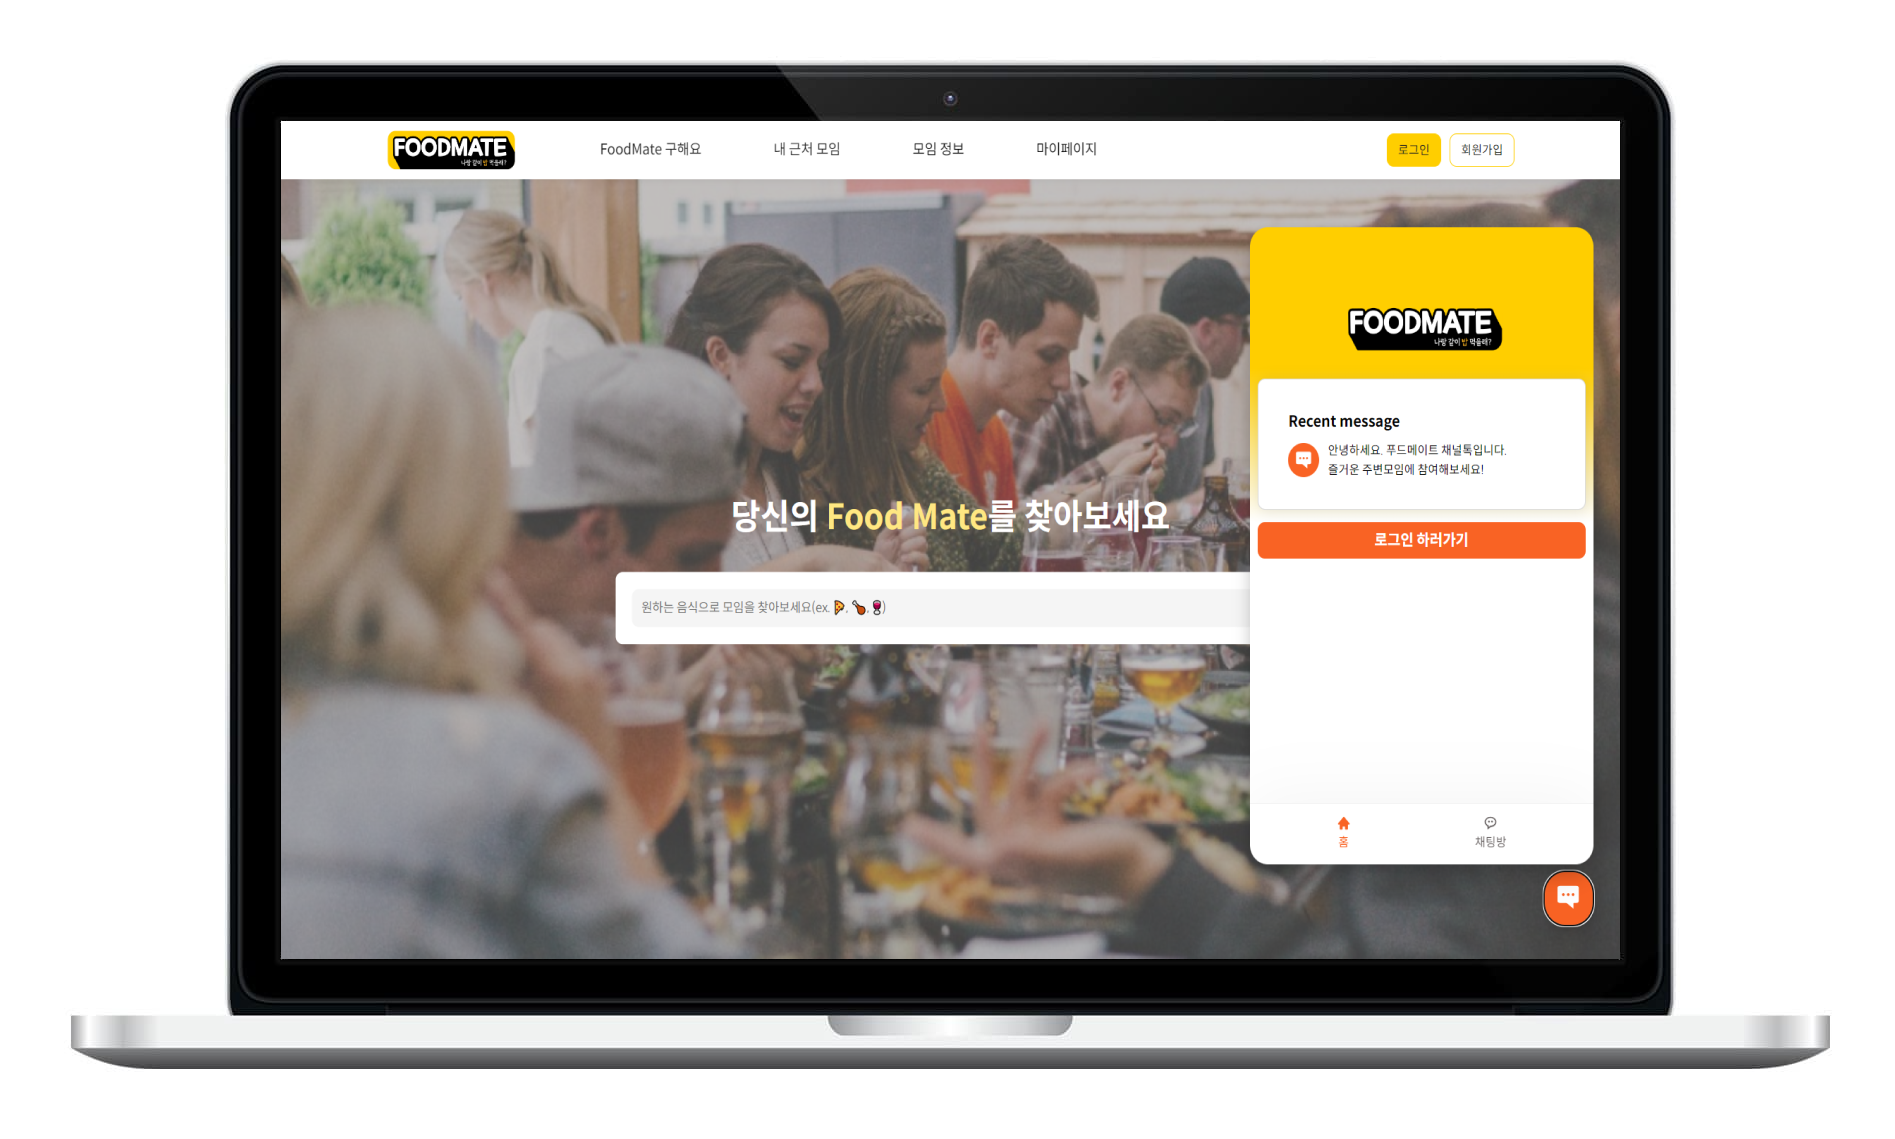 FOODMATE
나랑 같이 밥 먹을래?
FoodMate 구해요
내 근처 모임
모임 정보
마이페이지
로그인
회원가입
당신의 Food Mate를 찾아보세요
원하는 음식으로 모임을 찾아보세요(ex. 🍕, 🍗, 🍷)
FOODMATE
나랑 같이 밥 먹을래?
Recent message
안녕하세요. 푸드메이트 채널톡입니다.
즐거운 주변모임에 참여해보세요!
로그인 하러가기
홈
채팅방